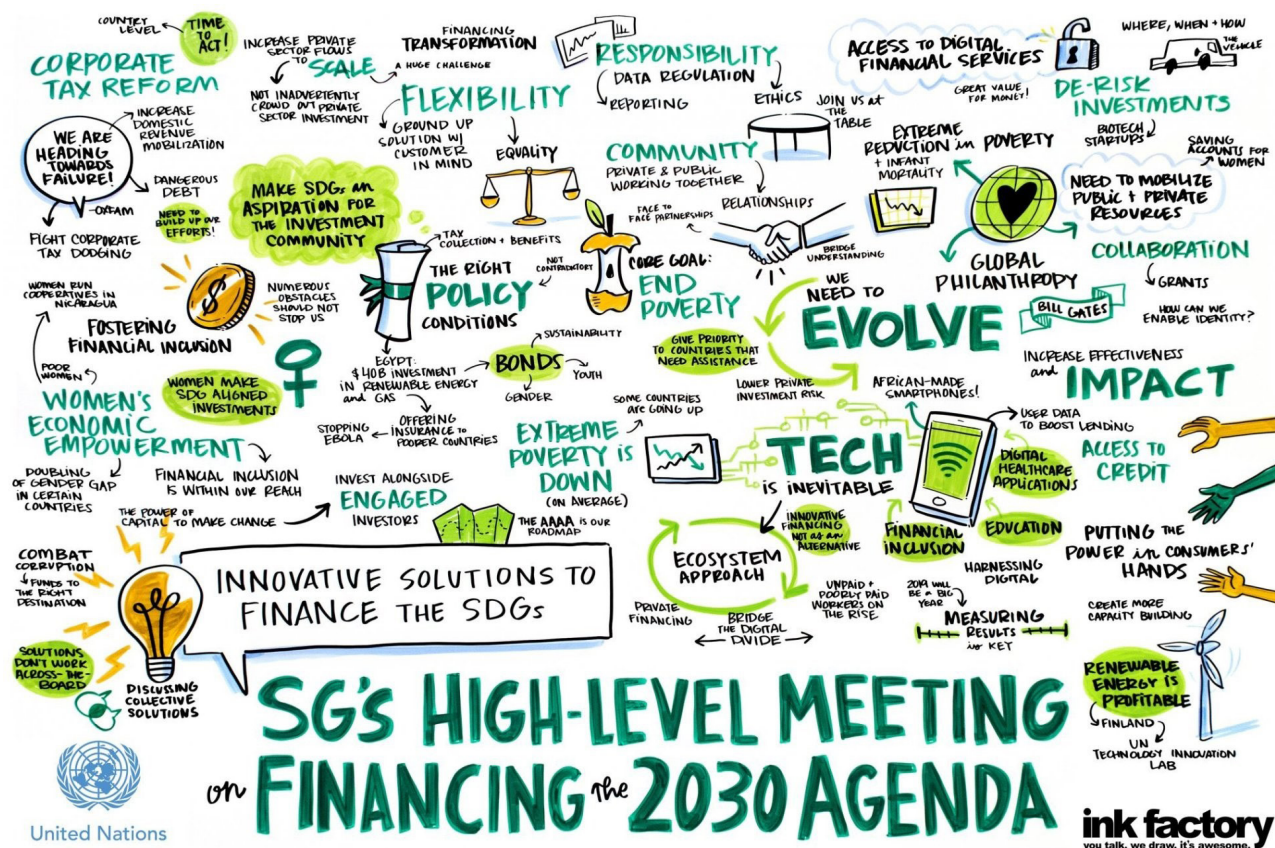 COUNTRY
LEVEL
TIME
TO
ACT!
CORPORATE
TAX REFORM
INCREASE
DOMESTIC
REVENUE
MOBILIZATION
WE ARE
HEADING
TOWARDS
FAILURE!
DANGEROUS
DEBT
-OXFAM
FIGHT CORPORATE
TAX DODGING
NEED TO
BUILD UP OUR
EFFORTS!
INCREASE PRIVATE
SECTOR FLOWS
TO
SCALE
A HUGE CHALLENGE
NOT INADVERTENTLY
CROWD OUT PRIVATE
SECTOR INVESTMENT
FINANCING
TRANSFORMATION
FLEXIBILITY
GROUND UP
SOLUTION W/
CUSTOMER
IN MIND
EQUALITY
MAKE SDGs an
ASPIRATION FOR
THE INVESTMENT
COMMUNITY
RESPONSIBILITY
DATA REGULATION
REPORTING
ETHICS
JOIN US at
THE
TABLE
COMMUNITY
PRIVATE & PUBLIC
WORKING TOGETHER
RELATIONSHIPS
FACE TO
FACE PARTNERSHIPS
BRIDGE
UNDERSTANDING
ACCESS TO DIGITAL
FINANCIAL SERVICES
GREAT VALUE
FOR MONEY!
WHERE, WHEN + HOW
THE
VEHICLE
DE-RISK
INVESTMENTS
BIOTECH
STARTUPS
SAVING
ACCOUNTS FOR
WOMEN
EXTREME
REDUCTION in POVERTY
+ INFANT
MORTALITY
NEED TO MOBILIZE
PUBLIC + PRIVATE
RESOURCES
COLLABORATION
GRANTS
HOW CAN WE
ENABLE IDENTITY?
GLOBAL
PHILANTHROPY
BILL GATES
WOMEN RUN
COOPERATIVES IN
NICARAGUA
FOSTERING
FINANCIAL INCLUSION
NUMEROUS
OBSTACLES
SHOULD NOT
STOP US
$
TAX
COLLECTION + BENEFITS
THE RIGHT
POLICY
CONDITIONS
NOT
CONTRADICTORY
CORE GOAL:
END
POVERTY
WE
NEED TO
EVOLVE
GIVE PRIORITY
TO COUNTRIES THAT
NEED ASSISTANCE
LOWER PRIVATE
INVESTMENT RISK
INCREASE EFFECTIVENESS
and IMPACT
POOR
WOMEN
WOMEN'S
ECONOMIC
EMPOWERMENT
WOMEN MAKE
SDG ALIGNED
INVESTMENTS
DOUBLING
OF GENDER GAP
IN CERTAIN
COUNTRIES
FINANCIAL INCLUSION
IS WITHIN OUR REACH
EGYPT:
$40B INVESTMENT
IN RENEWABLE ENERGY
and GAS
BONDS
SUSTAINABILITY
YOUTH
GENDER
OFFERING
INSURANCE TO
POORER COUNTRIES
STOPPING
EBOLA
THE POWER OF
CAPITAL TO MAKE CHANGE
INVEST ALONGSIDE
ENGAGED
INVESTORS
SOME COUNTRIES
are GOING UP
EXTREME
POVERTY IS
DOWN
(ON AVERAGE)
THE AAAA is OUR
ROADMAP
TECH
IS INEVITABLE
AFRICAN-MADE
SMARTPHONES!
USER DATA
TO BOOST LENDING
DIGITAL
HEALTHCARE
APPLICATIONS
EDUCATION
FINANCIAL
INCLUSION
HARNESSING
DIGITAL
ACCESS TO
CREDIT
PUTTING THE
POWER in CONSUMERS'
HANDS
INNOVATIVE
FINANCING
NOT as an
ALTERNATIVE
ECOSYSTEM
APPROACH
PRIVATE
FINANCING
BRIDGE
THE DIGITAL
DIVIDE
UNPAID +
POORLY PAID
WORKERS ON
THE RISE
2019 WILL
BE A BIG
YEAR
MEASURING
RESULTS
is KEY
CREATE MORE
CAPACITY BUILDING
RENEWABLE
ENERGY IS
PROFITABLE
FINLAND
UN
TECHNOLOGY INNOVATION
LAB
COMBAT
CORRUPTION
FUNDS TO
THE RIGHT
DESTINATION
SOLUTIONS
DON'T WORK
ACROSS-THE-
BOARD
DISCUSSING
COLLECTIVE
SOLUTIONS
INNOVATIVE SOLUTIONS TO
FINANCE THE SDGs
SG'S HIGH-LEVEL MEETING
on FINANCING the 2030 AGENDA
United Nations
ink factory
you talk. we draw. it's awesome.